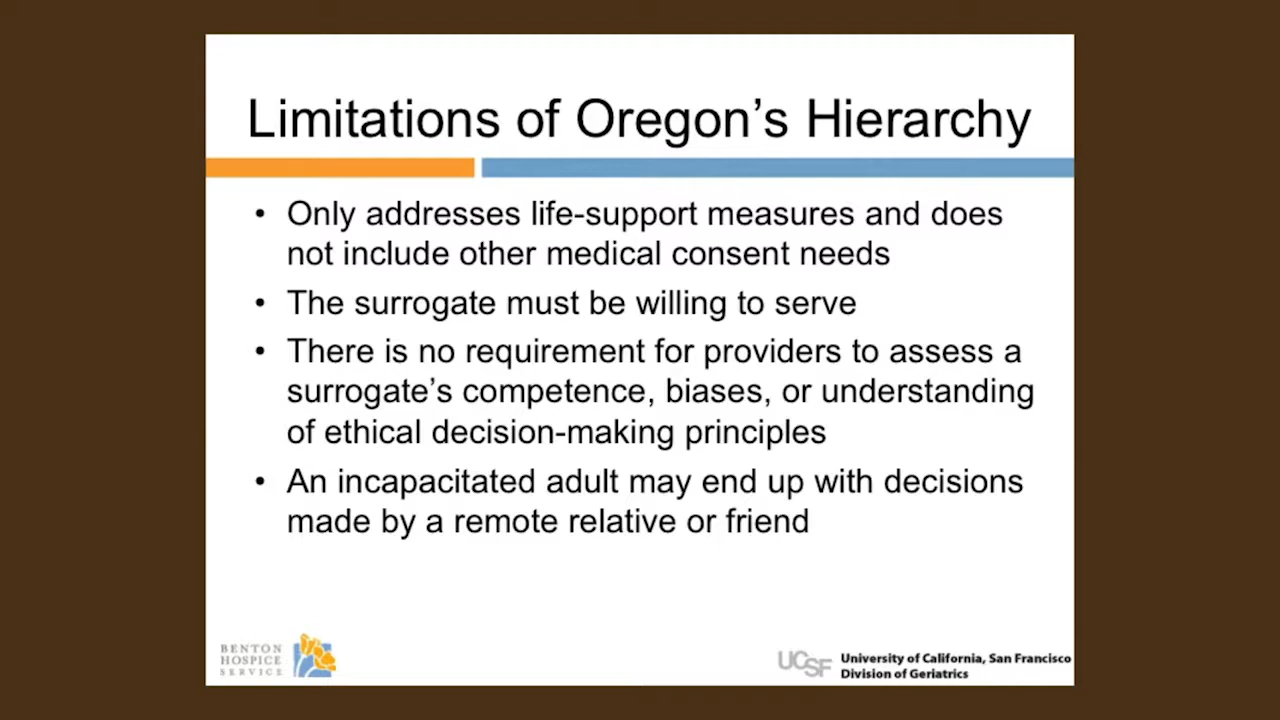 Limitations of Oregon’s Hierarchy
• Only addresses life-support measures and does
not include other medical consent needs
• The surrogate must be willing to serve
• There is no requirement for providers to assess a
surrogate’s competence, biases, or understanding
of ethical decision-making principles
• An incapacitated adult may end up with decisions
made by a remote relative or friend
BENTON
HOSPICE
SERVICE
UCSF
University of California, San Francisco
Division of Geriatrics